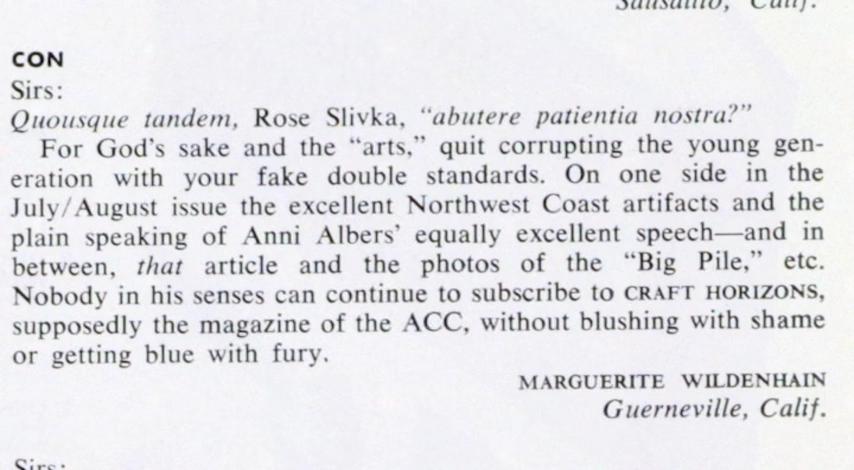 Sausalito, Calif.
CON
Sirs:
Quousque tandem, Rose Slivka, “abutere patientia nostra?”
For God’s sake and the “arts,” quit corrupting the young gen-
eration with your fake double standards. On one side in the
July/August issue the excellent Northwest Coast artifacts and the
plain speaking of Anni Albers’ equally excellent speech—and in
between, that article and the photos of the “Big Pile,” etc.
Nobody in his senses can continue to subscribe to CRAFT HORIZONS,
supposedly the magazine of the ACC, without blushing with shame
or getting blue with fury.
MARGUERITE WILDENHAIN
Guerneville, Calif.
Sirs: